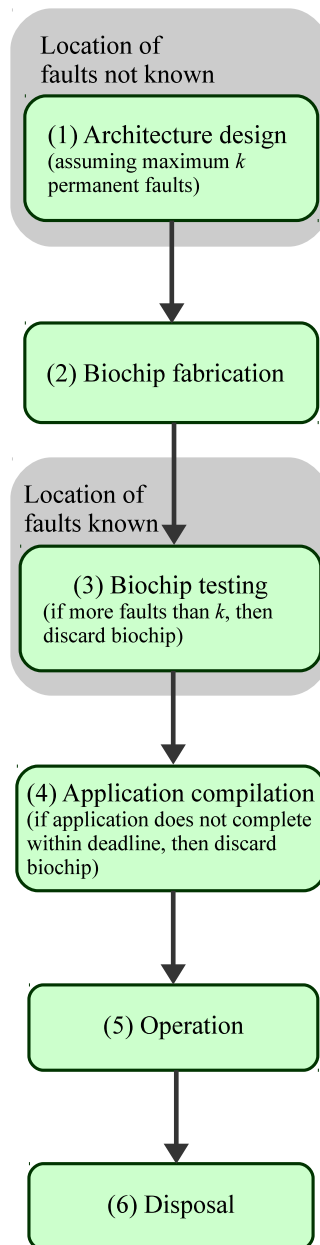 Location of
faults not known
(1) Architecture design
(assuming maximum k
permanent faults)
(2) Biochip fabrication
Location of
faults known
(3) Biochip testing
(if more faults than k, then
discard biochip)
(4) Application compilation
(if application does not complete
within deadline, then discard
biochip)
(5) Operation
(6) Disposal